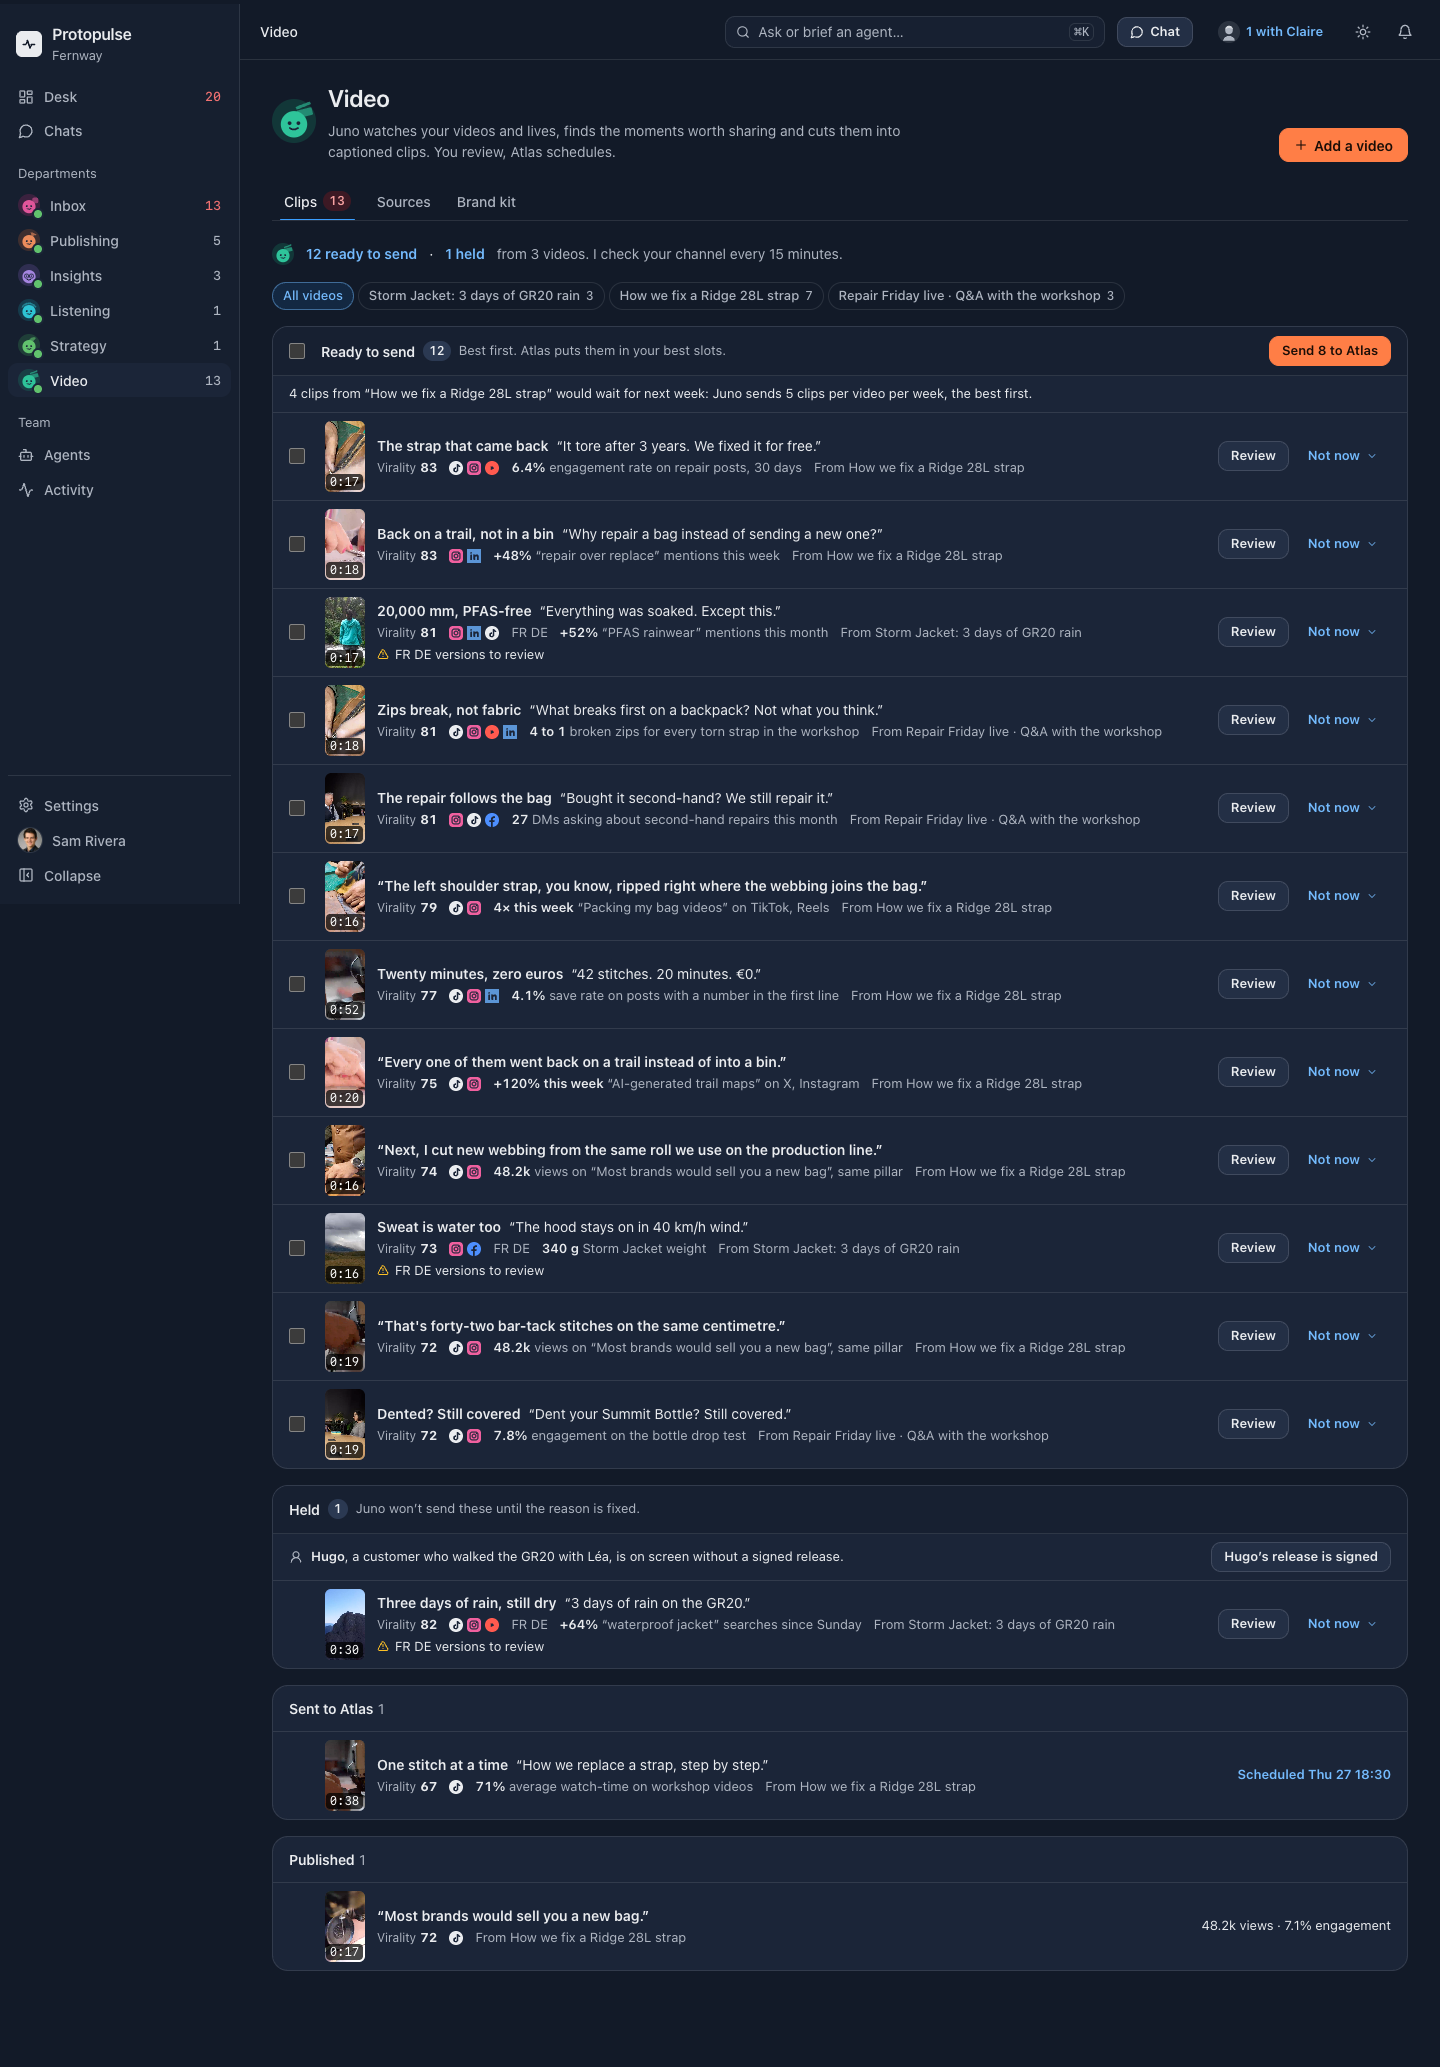 Protopulse
Fernway
Desk 20
Chats
Departments
Inbox 13
Publishing 5
Insights 3
Listening 1
Strategy 1
Video 13
Team
Agents
Activity
Settings
Sam Rivera
Collapse
Video
Ask or brief an agent… ⌘K
Chat
1 with Claire
Video
Juno watches your videos and lives, finds the moments worth sharing and cuts them into
captioned clips. You review, Atlas schedules.
+ Add a video
Clips 13 Sources Brand kit
12 ready to send · 1 held from 3 videos. I check your channel every 15 minutes.
All videos Storm Jacket: 3 days of GR20 rain 3 How we fix a Ridge 28L strap 7 Repair Friday live · Q&A with the workshop 3
Ready to send 12 Best first. Atlas puts them in your best slots. Send 8 to Atlas
4 clips from “How we fix a Ridge 28L strap” would wait for next week: Juno sends 5 clips per video per week, the best first.
0:17
The strap that came back “It tore after 3 years. We fixed it for free.”
Virality 83 6.4% engagement rate on repair posts, 30 days From How we fix a Ridge 28L strap
Review Not now
0:18
Back on a trail, not in a bin “Why repair a bag instead of sending a new one?”
Virality 83 in +48% “repair over replace” mentions this week From How we fix a Ridge 28L strap
Review Not now
0:17
20,000 mm, PFAS-free “Everything was soaked. Except this.”
Virality 81 in FR DE +52% “PFAS rainwear” mentions this month From Storm Jacket: 3 days of GR20 rain
FR DE versions to review
Review Not now
0:18
Zips break, not fabric “What breaks first on a backpack? Not what you think.”
Virality 81 in 4 to 1 broken zips for every torn strap in the workshop From Repair Friday live · Q&A with the workshop
Review Not now
0:17
The repair follows the bag “Bought it second-hand? We still repair it.”
Virality 81 27 DMs asking about second-hand repairs this month From Repair Friday live · Q&A with the workshop
Review Not now
0:16
“The left shoulder strap, you know, ripped right where the webbing joins the bag.”
Virality 79 4× this week “Packing my bag videos” on TikTok, Reels From How we fix a Ridge 28L strap
Review Not now
0:52
Twenty minutes, zero euros “42 stitches. 20 minutes. €0.”
Virality 77 in 4.1% save rate on posts with a number in the first line From How we fix a Ridge 28L strap
Review Not now
0:20
“Every one of them went back on a trail instead of into a bin.”
Virality 75 +120% this week “AI-generated trail maps” on X, Instagram From How we fix a Ridge 28L strap
Review Not now
0:16
“Next, I cut new webbing from the same roll we use on the production line.”
Virality 74 48.2k views on “Most brands would sell you a new bag”, same pillar From How we fix a Ridge 28L strap
Review Not now
0:16
Sweat is water too “The hood stays on in 40 km/h wind.”
Virality 73 FR DE 340 g Storm Jacket weight From Storm Jacket: 3 days of GR20 rain
FR DE versions to review
Review Not now
0:19
“That's forty-two bar-tack stitches on the same centimetre.”
Virality 72 48.2k views on “Most brands would sell you a new bag”, same pillar From How we fix a Ridge 28L strap
Review Not now
0:19
Dented? Still covered “Dent your Summit Bottle? Still covered.”
Virality 72 7.8% engagement on the bottle drop test From Repair Friday live · Q&A with the workshop
Review Not now
Held 1 Juno won’t send these until the reason is fixed.
Hugo, a customer who walked the GR20 with Léa, is on screen without a signed release. Hugo’s release is signed
0:30
Three days of rain, still dry “3 days of rain on the GR20.”
Virality 82 FR DE +64% “waterproof jacket” searches since Sunday From Storm Jacket: 3 days of GR20 rain
FR DE versions to review
Review Not now
Sent to Atlas 1
0:38
One stitch at a time “How we replace a strap, step by step.”
Virality 67 71% average watch-time on workshop videos From How we fix a Ridge 28L strap
Scheduled Thu 27 18:30
Published 1
0:17
“Most brands would sell you a new bag.”
Virality 72 From How we fix a Ridge 28L strap
48.2k views · 7.1% engagement